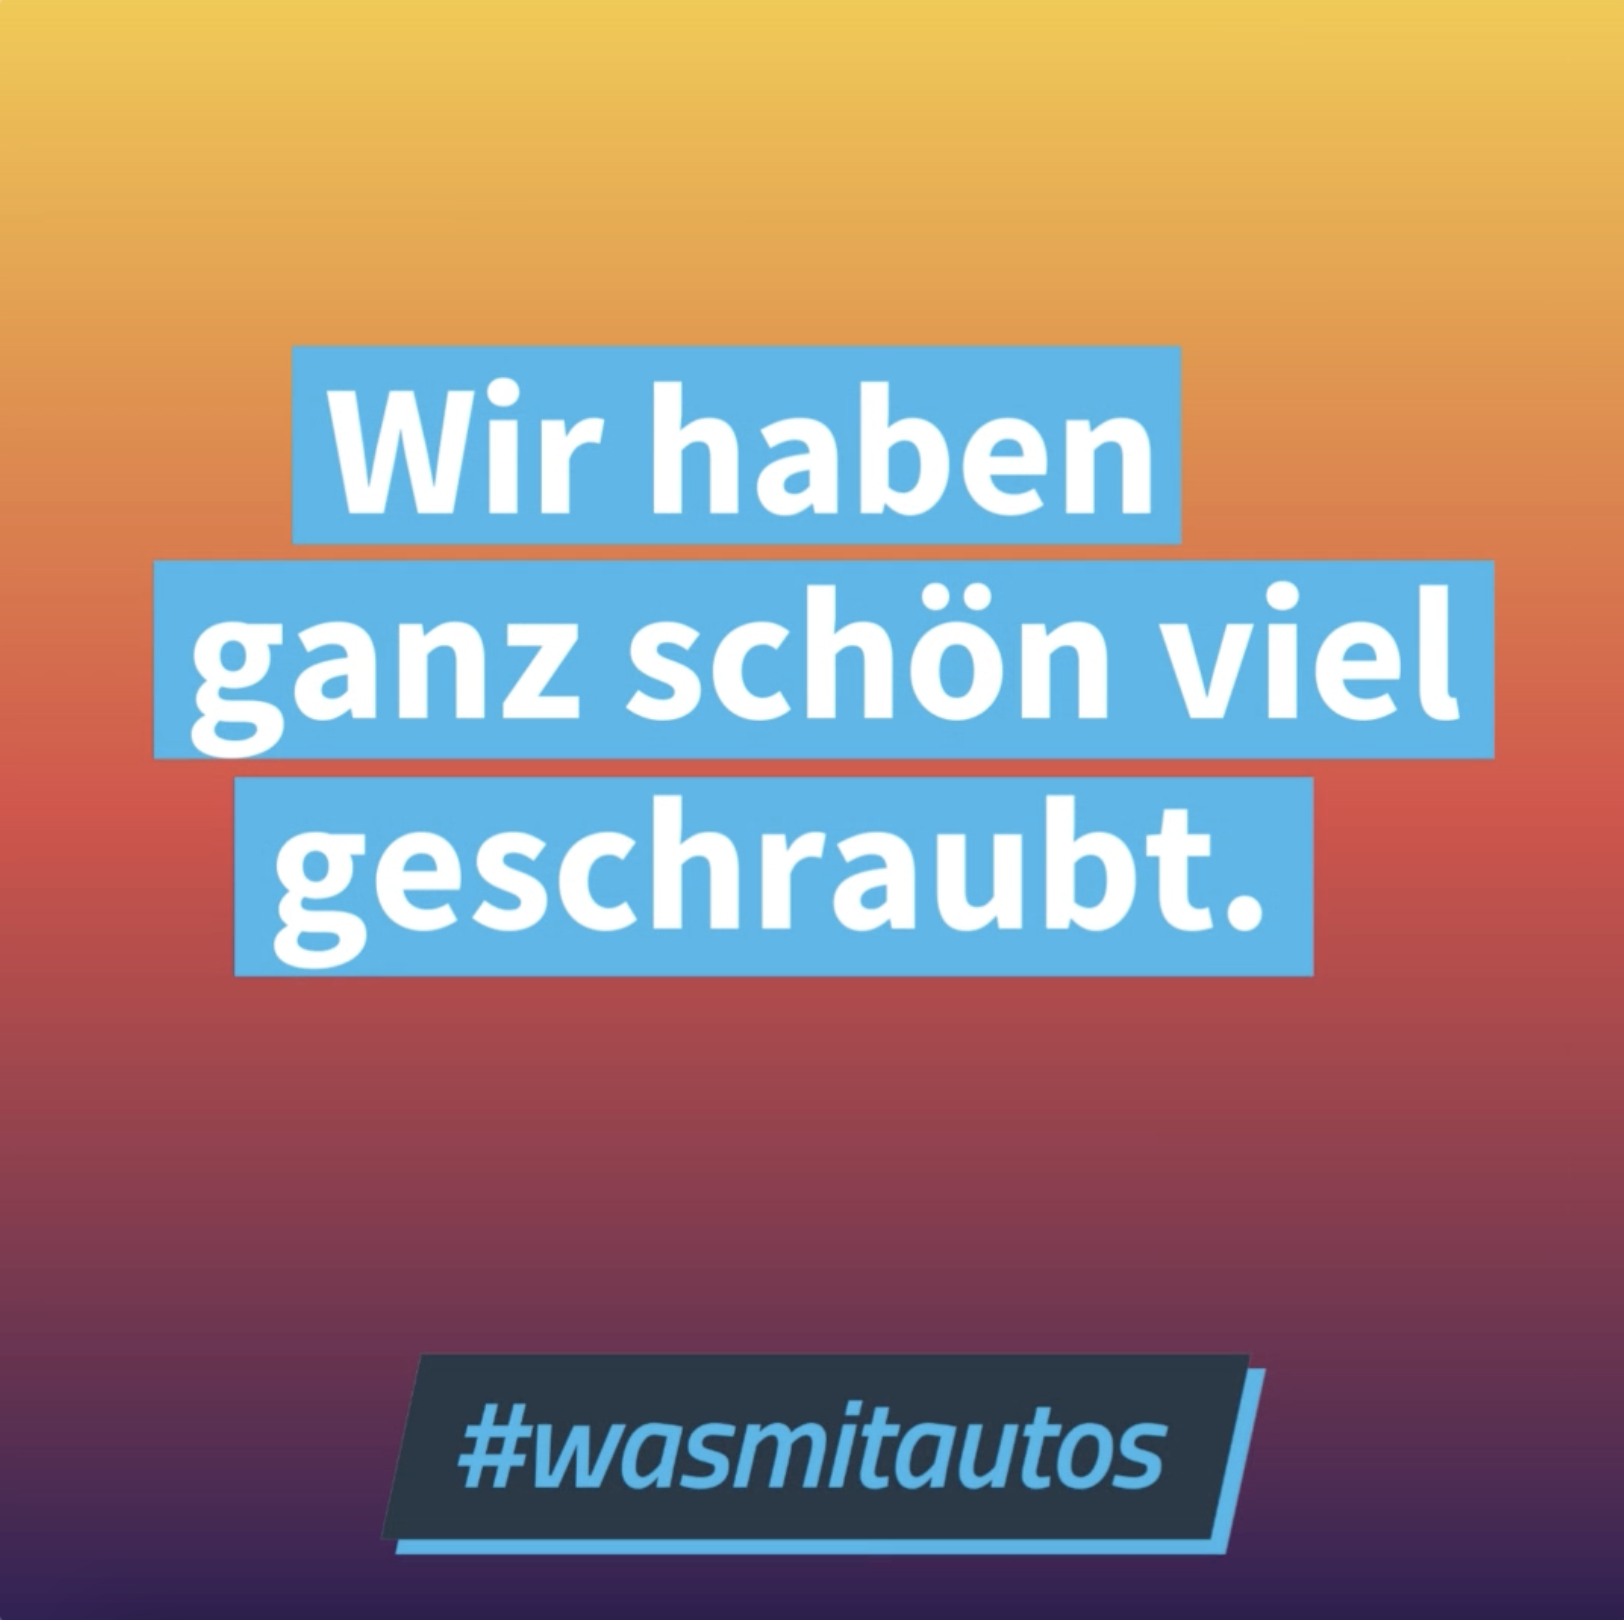 Wir haben
ganz schön viel
geschraubt.
#wasmitautos